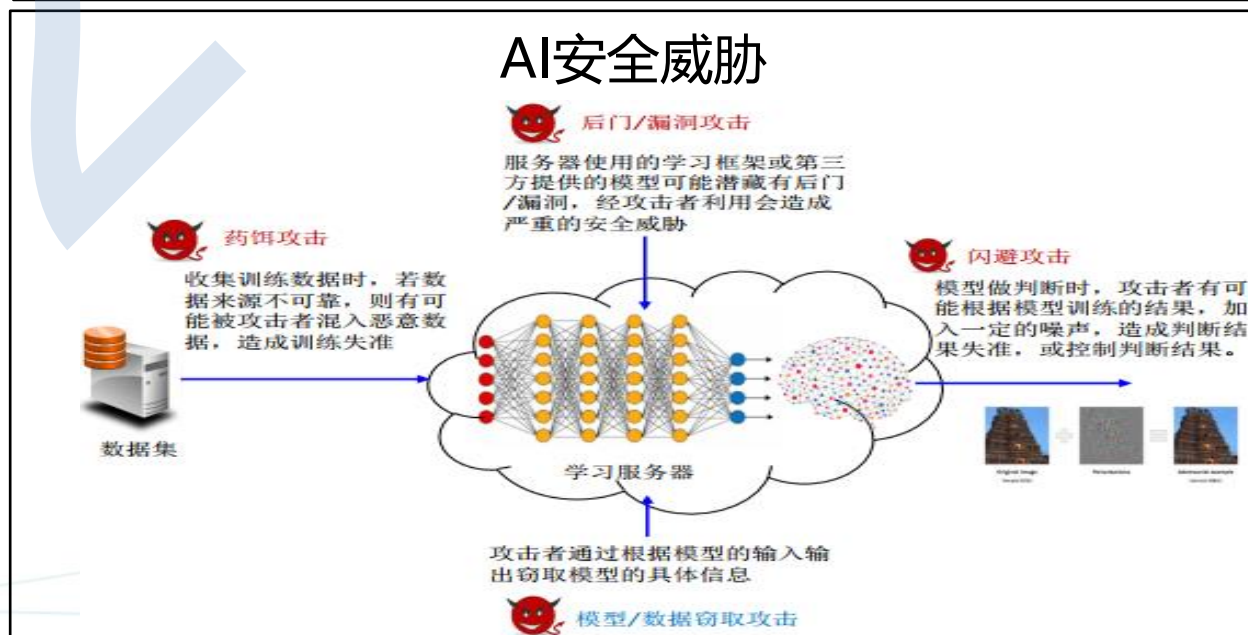 AI安全威胁
后门/漏洞攻击
服务器使用的学习框架或第三
方提供的模型可能潜藏有后门
/漏洞，经攻击者利用会造成
严重的安全威胁
药饵攻击
收集训练数据时，若数
据来源不可靠，则有可
能被攻击者混入恶意数
据，造成训练失准
闪避攻击
模型做判断时，攻击者有可
能根据模型训练的结果，加
入一定的噪声，造成判断结
果失准，或控制判断结果。
数据集
学习服务器
Original image
Perturbations
Adversarial example
攻击者通过根据模型的输入输
出窃取模型的具体信息
模型/数据窃取攻击